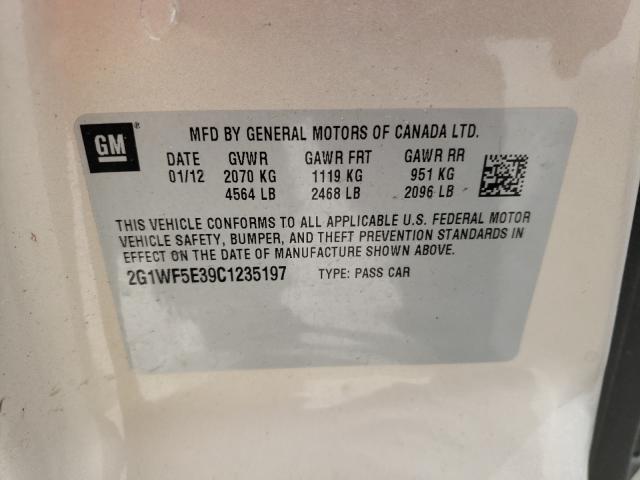 GM ®
MFD BY GENERAL MOTORS OF CANADA LTD.
DATE GVWR GAWR FRT GAWR RR
01/12 2070 KG 1119 KG 951 KG
4564 LB 2468 LB 2096 LB
THIS VEHICLE CONFORMS TO ALL APPLICABLE U.S. FEDERAL MOTOR
VEHICLE SAFETY, BUMPER, AND THEFT PREVENTION STANDARDS IN
EFFECT ON THE DATE OF MANUFACTURE SHOWN ABOVE.
2G1WF5E39C1235197 TYPE: PASS CAR